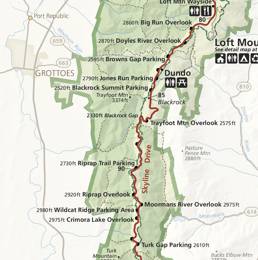 Loft Mtn Wayside
Port Republic
2860ft Big Run Overlook
80
2870ft Doyles River Overlook
Loft Mou
See detail map at
Browns Gap Parking
GROTTOES
2790ft Jones Run Parking
Dundo
2520ft Blackrock Summit Parking
Trayfoot Mtn
3374ft
85
Blackrock
2330ft Blackrock Gap
Trayfoot Mtn Overlook 2575ft
Pasture
Fence Mtn
2730ft
Riprap Trail Parking
90
Skyline Drive
2920ft Riprap Overlook
Moormans River Overlook
2980ft Wildcat Ridge Parking Area
2975ft Crimora Lake Overlook
Turk Gap Parking 2610ft
Turk
Mountain
Bucks Elbow Mtn